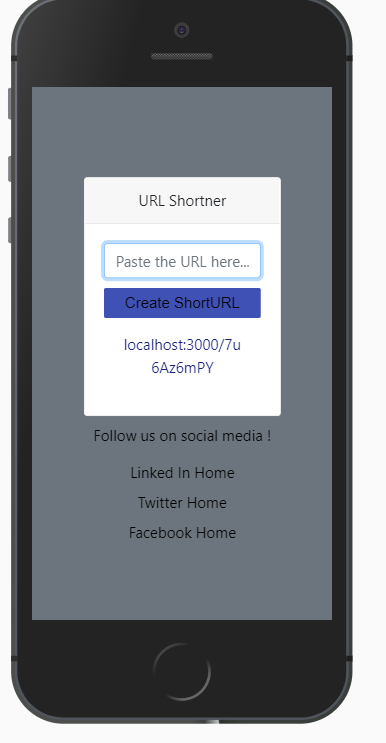 URL Shortner
Paste the URL here...
Create ShortURL
localhost:3000/7u
6Az6mPY
Follow us on social media !
Linked In Home
Twitter Home
Facebook Home